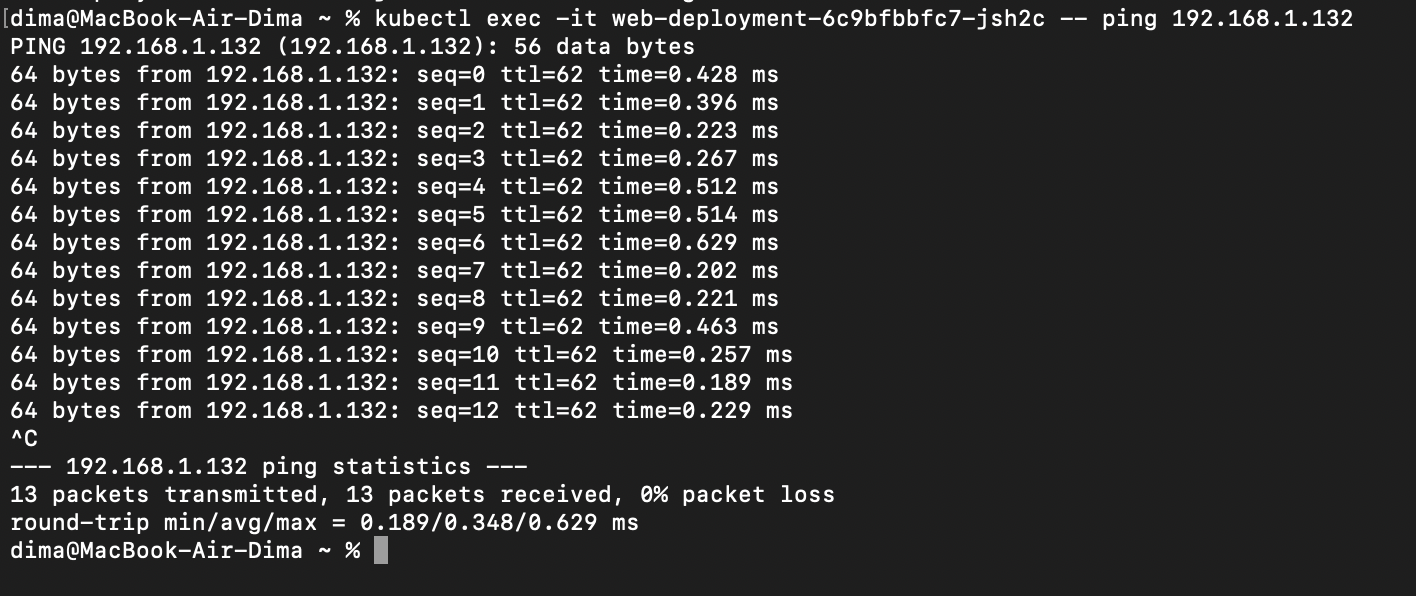 [dima@MacBook-Air-Dima ~ % kubectl exec -it web-deployment-6c9bfbbfc7-jsh2c -- ping 192.168.1.132
PING 192.168.1.132 (192.168.1.132): 56 data bytes
64 bytes from 192.168.1.132: seq=0 ttl=62 time=0.428 ms
64 bytes from 192.168.1.132: seq=1 ttl=62 time=0.396 ms
64 bytes from 192.168.1.132: seq=2 ttl=62 time=0.223 ms
64 bytes from 192.168.1.132: seq=3 ttl=62 time=0.267 ms
64 bytes from 192.168.1.132: seq=4 ttl=62 time=0.512 ms
64 bytes from 192.168.1.132: seq=5 ttl=62 time=0.514 ms
64 bytes from 192.168.1.132: seq=6 ttl=62 time=0.629 ms
64 bytes from 192.168.1.132: seq=7 ttl=62 time=0.202 ms
64 bytes from 192.168.1.132: seq=8 ttl=62 time=0.221 ms
64 bytes from 192.168.1.132: seq=9 ttl=62 time=0.463 ms
64 bytes from 192.168.1.132: seq=10 ttl=62 time=0.257 ms
64 bytes from 192.168.1.132: seq=11 ttl=62 time=0.189 ms
64 bytes from 192.168.1.132: seq=12 ttl=62 time=0.229 ms
^C
--- 192.168.1.132 ping statistics ---
13 packets transmitted, 13 packets received, 0% packet loss
round-trip min/avg/max = 0.189/0.348/0.629 ms
dima@MacBook-Air-Dima ~ %